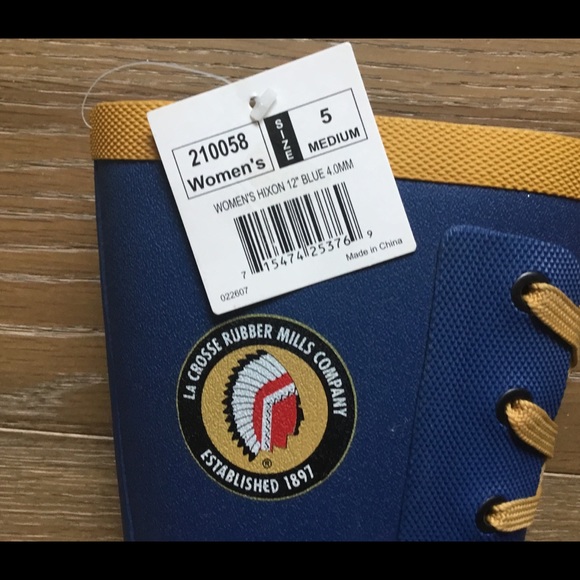 210058
Women's
SIZE
5
MEDIUM
WOMEN'S HIXON 12" BLUE 4.0MM
7 15474 25376 9
022607
Made in China
LA CROSSE RUBBER MILLS COMPANY
®
ESTABLISHED 1897